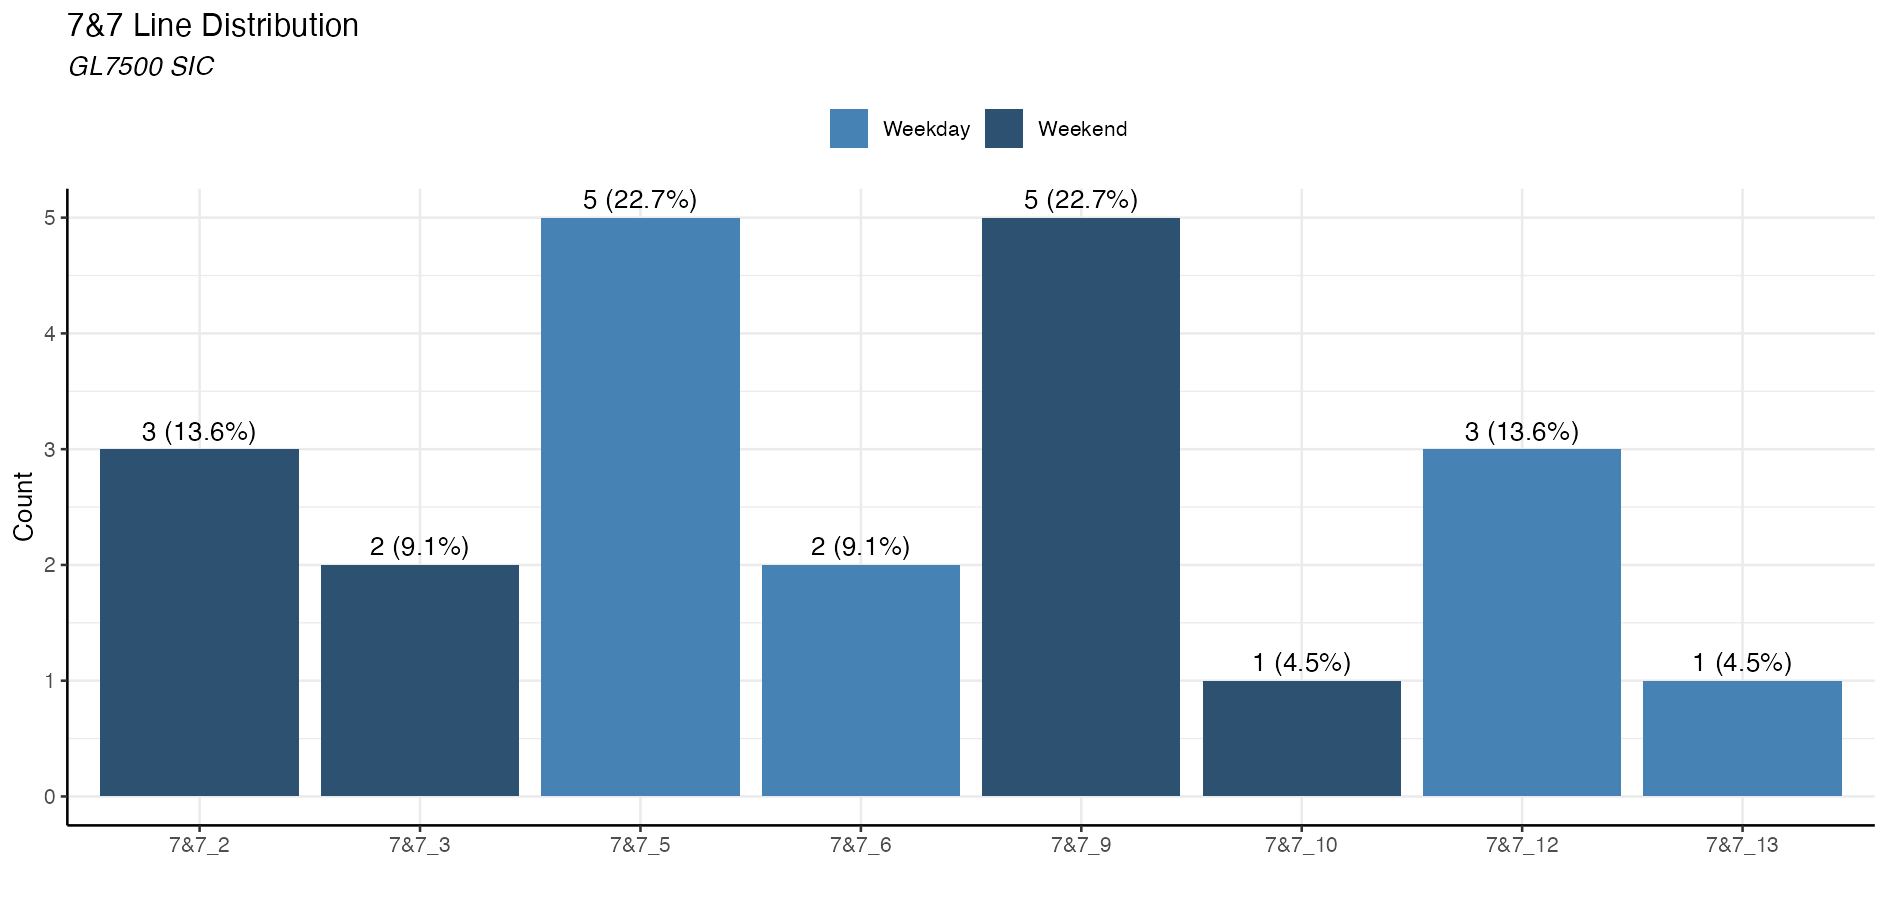 7&7 Line Distribution
GL7500 SIC
Weekday Weekend
5 (22.7%) 5 (22.7%)
3 (13.6%) 3 (13.6%)
2 (9.1%) 2 (9.1%)
1 (4.5%) 1 (4.5%)
Count
5
4
3
2
1
0
7&7_2 7&7_3 7&7_5 7&7_6 7&7_9 7&7_10 7&7_12 7&7_13